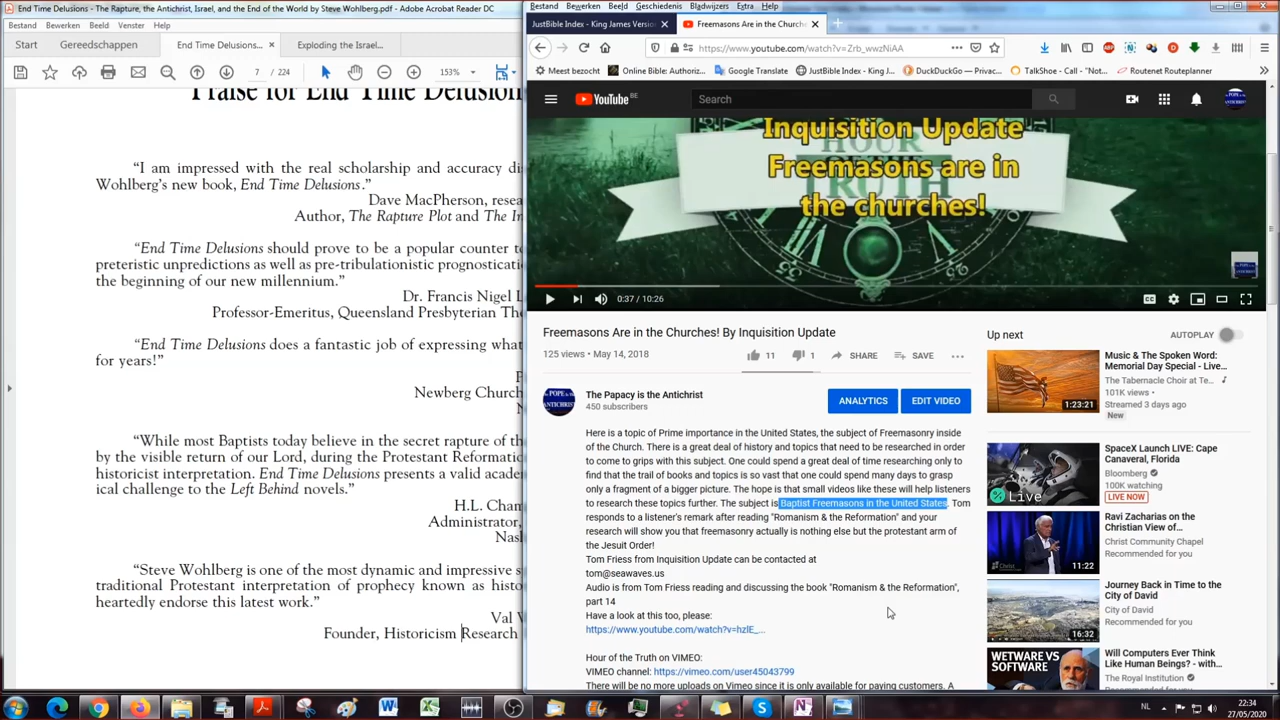 End Time Delusions - The Rapture, the Antichrist, Israel, and the End of the World by Steve Wohlberg.pdf - Adobe Acrobat Reader DC
Bestand Bewerken Beeld Venster Help
Start Gereedschappen End Time Delusions... × Exploding the Israel...
7 / 224 153%
Praise for End Time Delusion
“I am impressed with the real scholarship and accuracy di
Wohlberg's new book, End Time Delusions.”
Dave MacPherson, resea
Author, The Rapture Plot and The In
“End Time Delusions should prove to be a popular counter t
preteristic unpredictions as well as pre-tribulationistic prognosticati
the beginning of our new millennium.”
Dr. Francis Nigel L
Professor-Emeritus, Queensland Presbyterian The
“End Time Delusions does a fantastic job of expressing what
for years!”
P
Newberg Church
N
“While most Baptists today believe in the secret rapture of th
by the visible return of our Lord, during the Protestant Reformati
historicist interpretation. End Time Delusions presents a valid acade
ical challenge to the Left Behind novels.”
H.L. Cham
Administrator,
Nas
“Steve Wohlberg is one of the most dynamic and impressive s
traditional Protestant interpretation of prophecy known as histo
heartedly endorse this latest work.”
Val W
Founder, Historicism Research
Bestand Bewerken Beeld Geschiedenis Bladwijzers Extra Help
JustBible Index - King James Versio × Freemasons Are in the Churche ×
https://www.youtube.com/watch?v=Zrb_wwzNiAA
Meest bezocht Online Bible: Authoriz... Google Translate JustBible Index - King J... DuckDuckGo — Privac... TalkShoe - Call - "Not... Routenet Routeplanner
YouTube BE Search
Inquisition Update
Freemasons are in
the churches!
HOUR
TRUTH
0:37 / 10:26
Freemasons Are in the Churches! By Inquisition Update
125 views • May 14, 2018 11 1 SHARE SAVE
The Papacy is the Antichrist
450 subscribers
ANALYTICS EDIT VIDEO
Here is a topic of Prime importance in the United States, the subject of Freemasonry inside
of the Church. There is a great deal of history and topics that need to be researched in order
to come to grips with this subject. One could spend a great deal of time researching only to
find that the trail of books and topics is so vast that one could spend many days to grasp
only a fragment of a bigger picture. The hope is that small videos like these will help listeners
to research these topics further. The subject is Baptist Freemasons in the United States. Tom
responds to a listener's remark after reading "Romanism & the Reformation" and your
research will show you that freemasonry actually is nothing else but the protestant arm of
the Jesuit Order!
Tom Friess from Inquisition Update can be contacted at
tom@seawaves.us
Audio is from Tom Friess reading and discussing the book "Romanism & the Reformation",
part 14
Have a look at this too, please:
https://www.youtube.com/watch?v=hzlE_...
Hour of the Truth on VIMEO:
VIMEO channel: https://vimeo.com/user45043799
There will be no more uploads on Vimeo since it is only available for paying customers. A
Up next AUTOPLAY
Music & The Spoken Word:
Memorial Day Special - Live...
The Tabernacle Choir at Te...
101K views •
Streamed 3 days ago
New
1:23:21
SpaceX Launch LIVE: Cape
Canaveral, Florida
Bloomberg
100K watching
LIVE NOW
Live
Ravi Zacharias on the
Christian View of...
Christ Community Chapel
Recommended for you
11:22
Journey Back in Time to the
City of David
City of David
Recommended for you
16:32
WETWARE VS
SOFTWARE
Will Computers Ever Think
Like Human Beings? - with...
The Royal Institution
Recommended for you
NL 22:34
27/05/2020